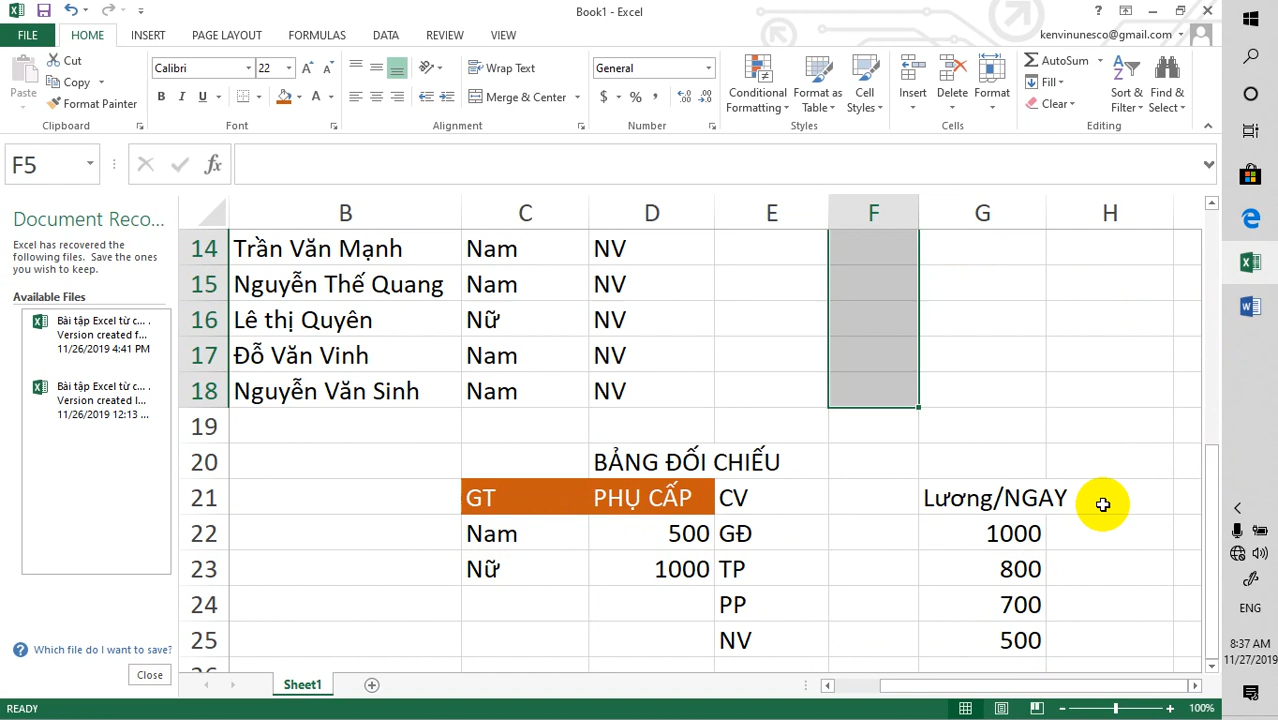 Book1 - Excel
FILE HOME INSERT PAGE LAYOUT FORMULAS DATA REVIEW VIEW
kenvinunesco@gmail.com
Paste
Cut
Copy
Format Painter
Clipboard
Calibri 22
B I U
Font
Wrap Text
Merge & Center
Alignment
General
$ % ,
Number
Conditional Formatting
Format as Table
Cell Styles
Styles
Insert Delete Format
Cells
AutoSum
Fill
Clear
Sort & Filter
Find & Select
Editing
F5
fx
Document Reco...
Excel has recovered the
following files. Save the ones
you wish to keep.
Available Files
Bài tập Excel từ c... .
Version created f...
11/26/2019 4:41 PM
Bài tập Excel từ c... .
Version created l...
11/26/2019 12:13 ...
Which file do I want to save?
Close
B C D E F G H
14 Trần Văn Mạnh Nam NV
15 Nguyễn Thế Quang Nam NV
16 Lê thị Quyên Nữ NV
17 Đỗ Văn Vinh Nam NV
18 Nguyễn Văn Sinh Nam NV
19
20 BẢNG ĐỐI CHIẾU
21 GT PHỤ CẤP CV Lương/NGAY
22 Nam 500 GĐ 1000
23 Nữ 1000 TP 800
24 PP 700
25 NV 500
Sheet1
READY
100%
ENG
8:37 AM
11/27/2019